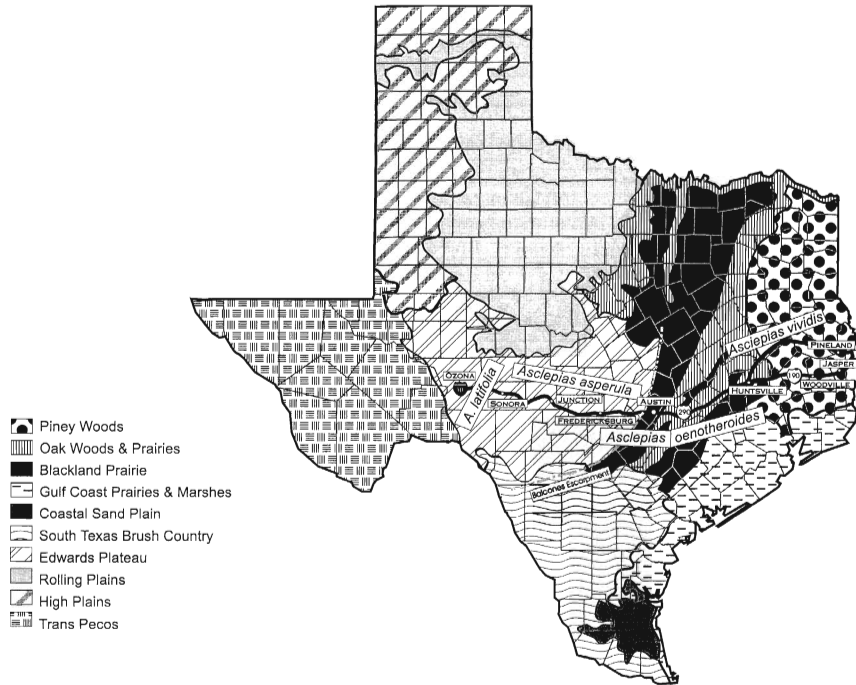 Asclepias vividis
PINELAND
JASPER
190
WOODVILLE
HUNTSVILLE
OZONA
A. latifolia
Asclepias asperula
SONORA
JUNCTION
AUSTIN
290
FREDERICKSBURG
Asclepias oenotheroides
Balcones Escarpment
Piney Woods
Oak Woods & Prairies
Blackland Prairie
Gulf Coast Prairies & Marshes
Coastal Sand Plain
South Texas Brush Country
Edwards Plateau
Rolling Plains
High Plains
Trans Pecos